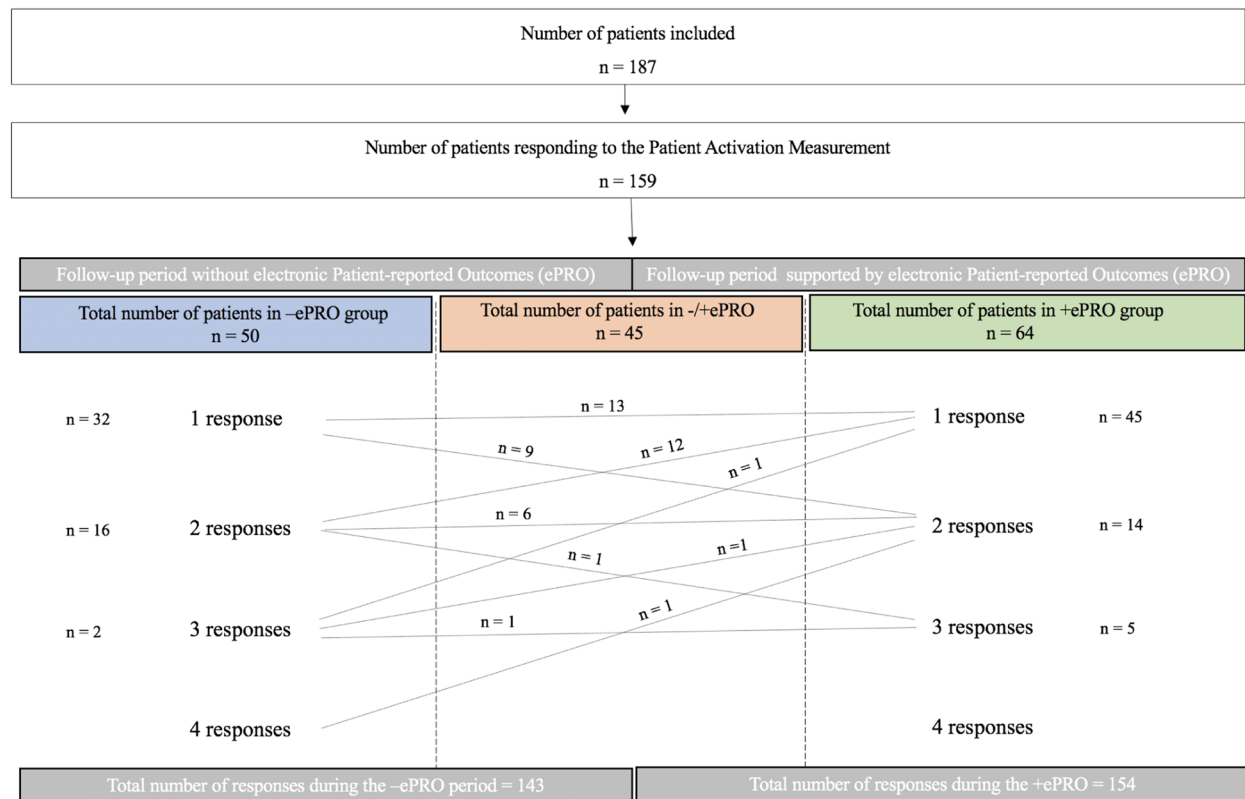 Number of patients included
n = 187
Number of patients responding to the Patient Activation Measurement
n = 159
Follow-up period without electronic Patient-reported Outcomes (ePRO)
Follow-up period supported by electronic Patient-reported Outcomes (ePRO)
Total number of patients in –ePRO group
n = 50
Total number of patients in -/+ePRO
n = 45
Total number of patients in +ePRO group
n = 64
n = 32
1 response
n = 13
1 response
n = 45
n = 9
n = 12
n = 1
n = 16
2 responses
n = 6
2 responses
n = 14
n = 1
n =1
n = 2
3 responses
n = 1
n = 1
3 responses
n = 5
4 responses
4 responses
Total number of responses during the –ePRO period = 143
Total number of responses during the +ePRO = 154